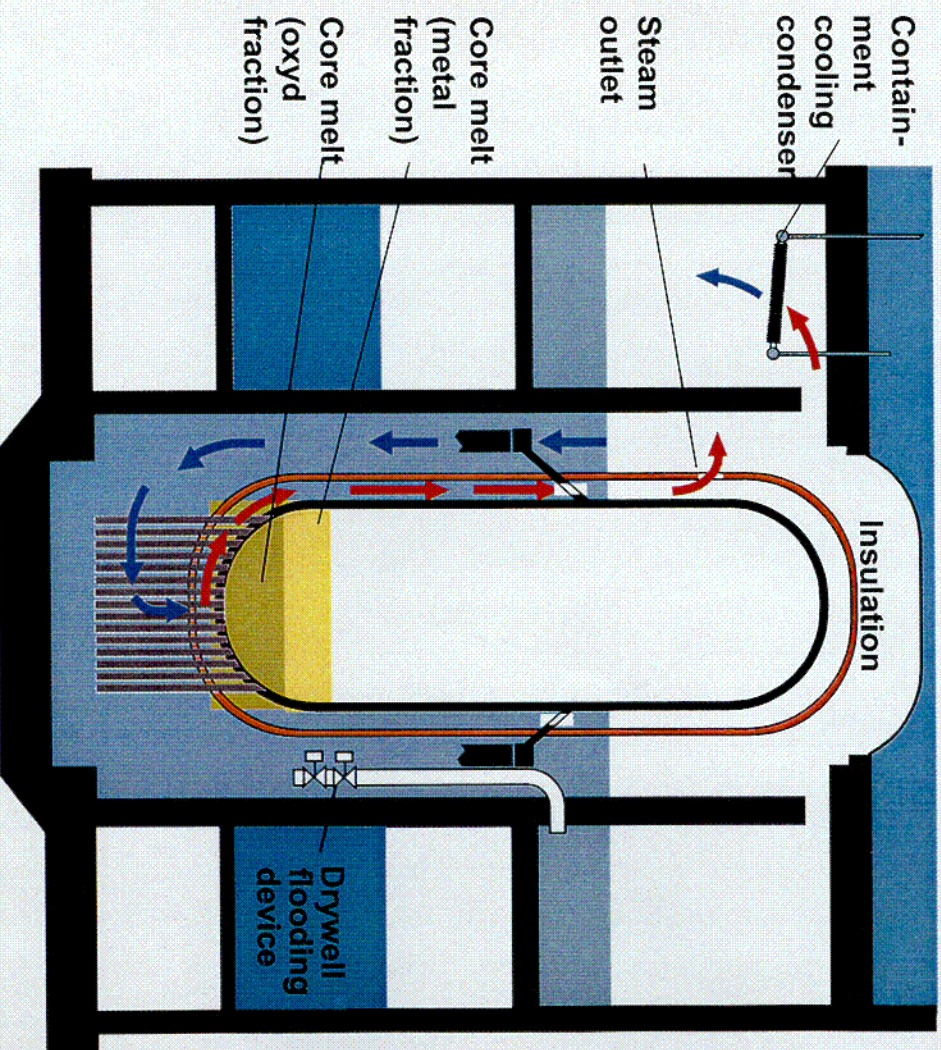 Contain-
ment
cooling
condenser
Steam
outlet
Core melt
(metal
fraction)
Core melt
(oxyd
fraction)
Insulation
Drywell
flooding
device